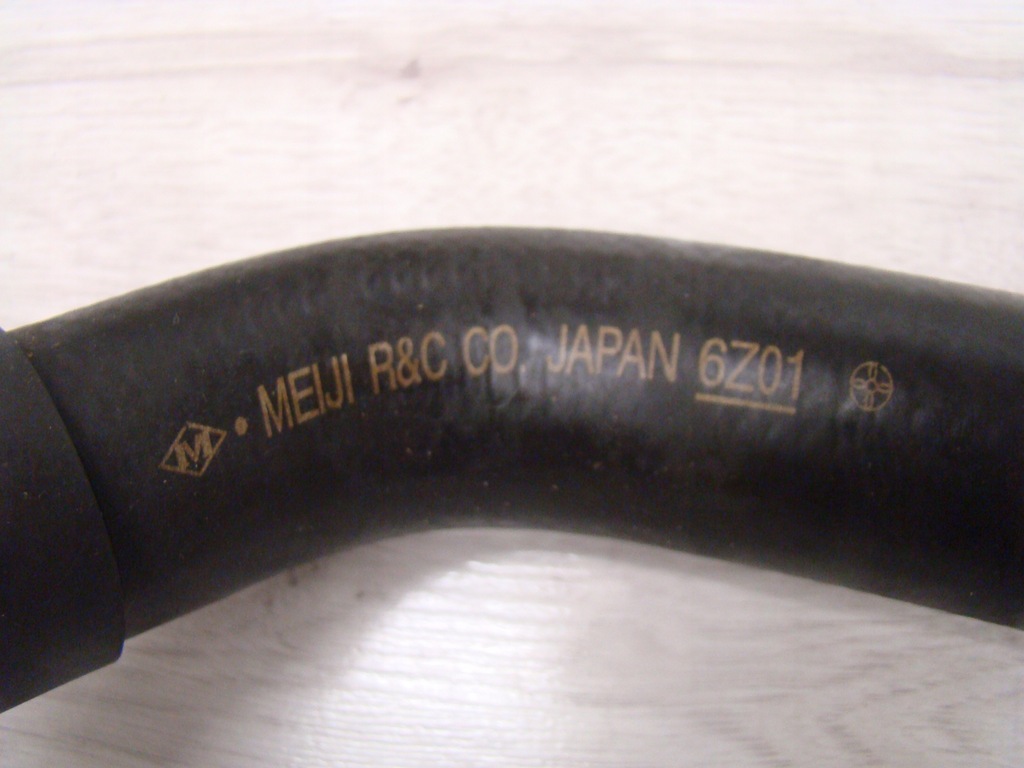 M • MEIJI R&C CO. JAPAN 6Z01